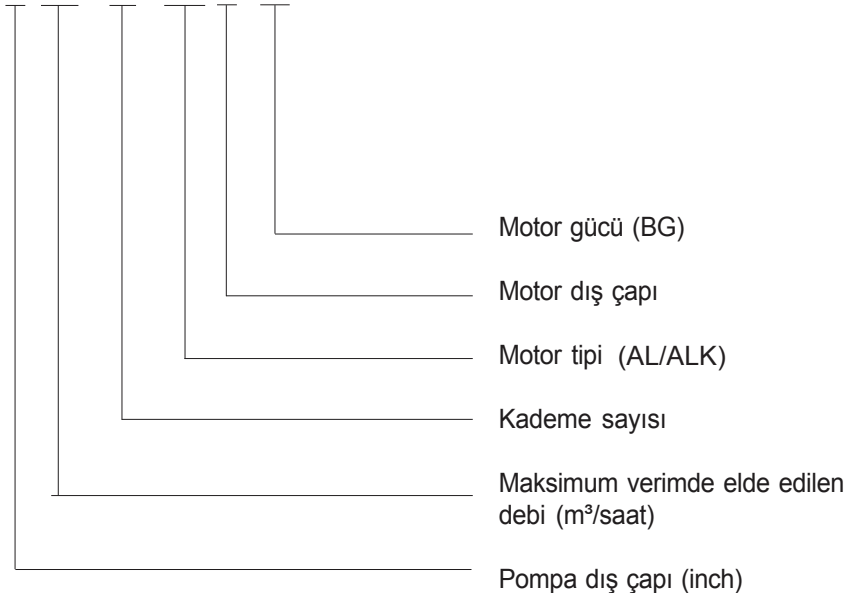 Motor gücü (BG)
Motor dış çapı
Motor tipi (AL/ALK)
Kademe sayısı
Maksimum verimde elde edilen
debi (m³/saat)
Pompa dış çapı (inch)